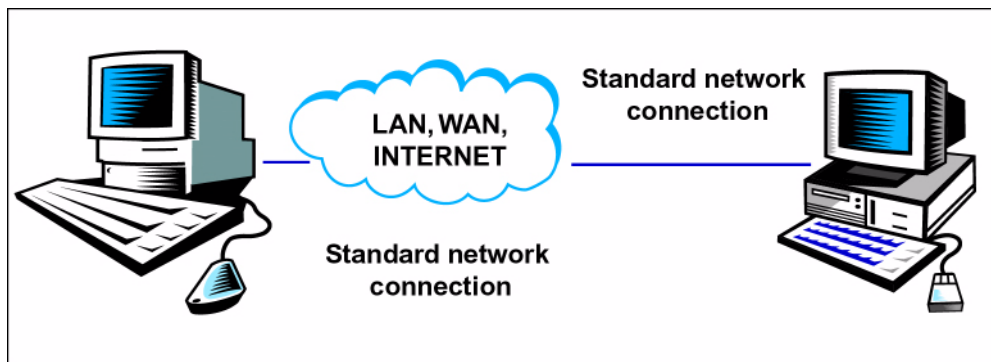 Standard network
connection
LAN, WAN,
INTERNET
Standard network
connection